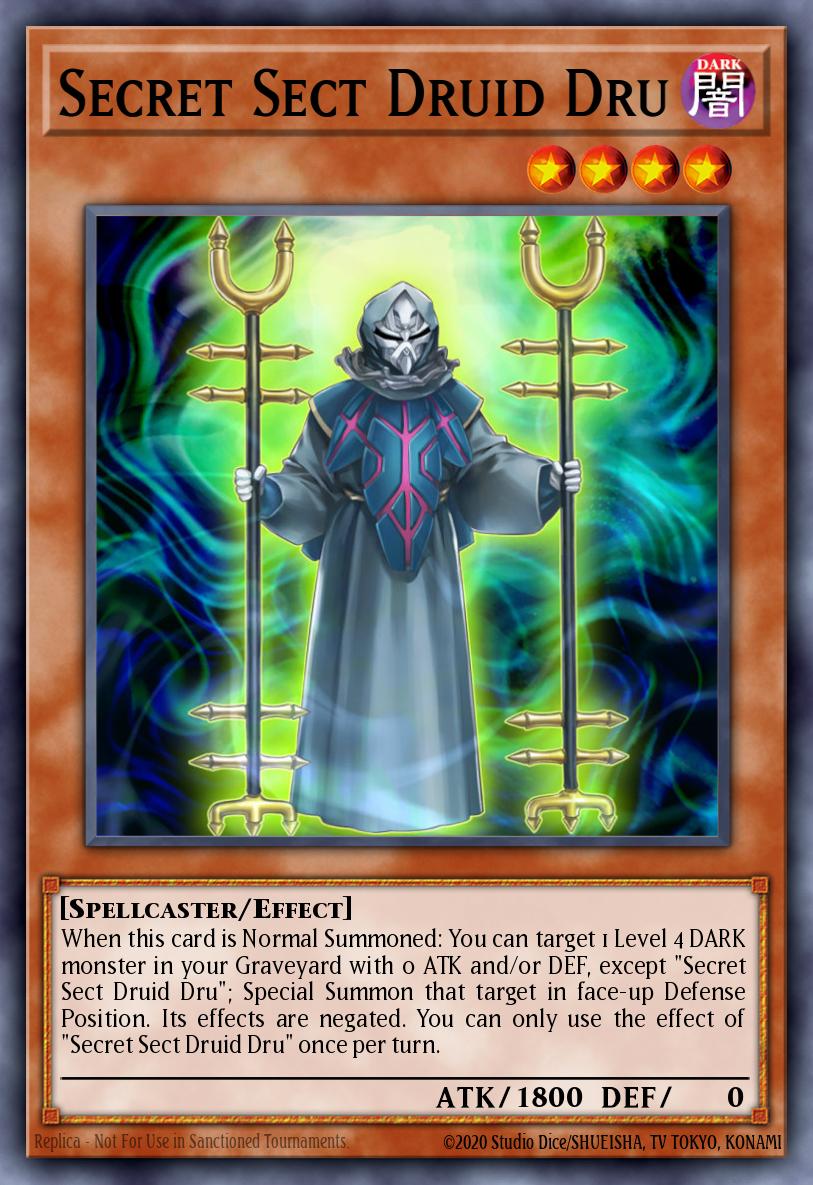 Secret Sect Druid Dru
DARK
闇
[Spellcaster/Effect]
When this card is Normal Summoned: You can target 1 Level 4 DARK
monster in your Graveyard with 0 ATK and/or DEF, except "Secret
Sect Druid Dru"; Special Summon that target in face-up Defense
Position. Its effects are negated. You can only use the effect of
"Secret Sect Druid Dru" once per turn.
ATK/1800 DEF/ 0
Replica - Not For Use in Sanctioned Tournaments.
©2020 Studio Dice/SHUEISHA, TV TOKYO, KONAMI